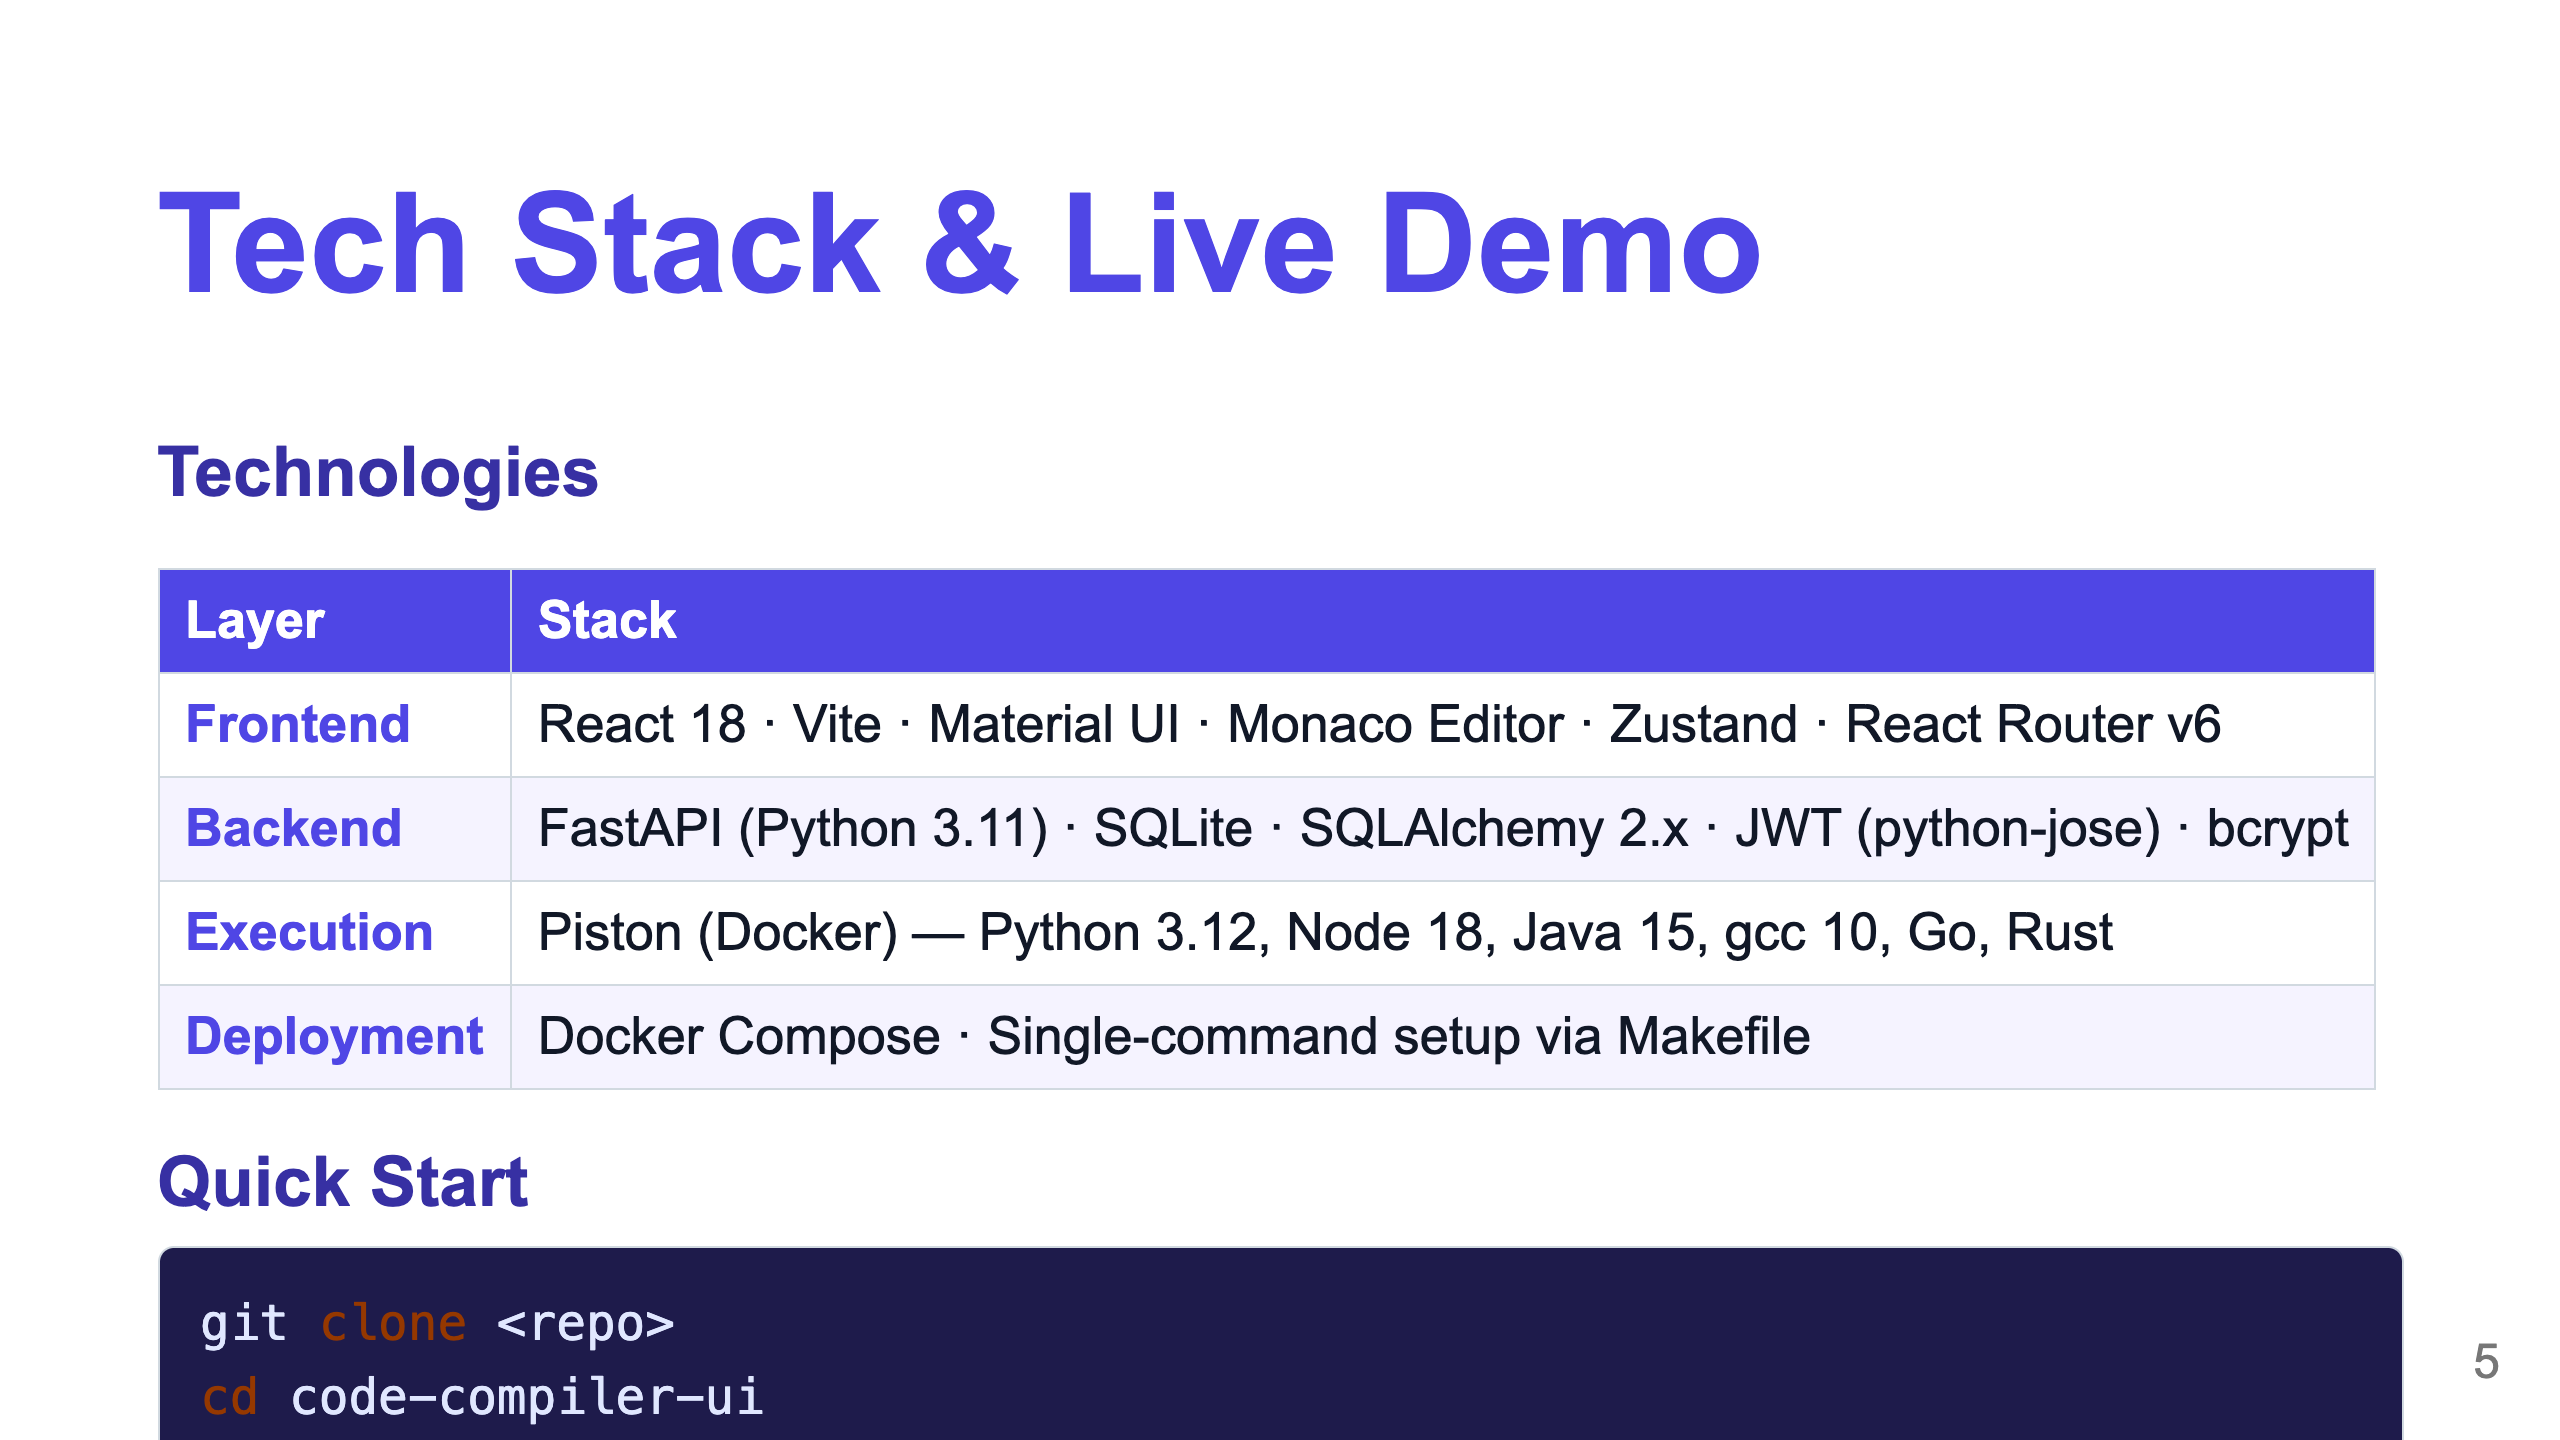 Tech Stack & Live Demo
Technologies
Layer Stack
Frontend React 18 · Vite · Material UI · Monaco Editor · Zustand · React Router v6
Backend FastAPI (Python 3.11) · SQLite · SQLAlchemy 2.x · JWT (python-jose) · bcrypt
Execution Piston (Docker) — Python 3.12, Node 18, Java 15, gcc 10, Go, Rust
Deployment Docker Compose · Single-command setup via Makefile
Quick Start
git clone <repo>
cd code-compiler-ui
5